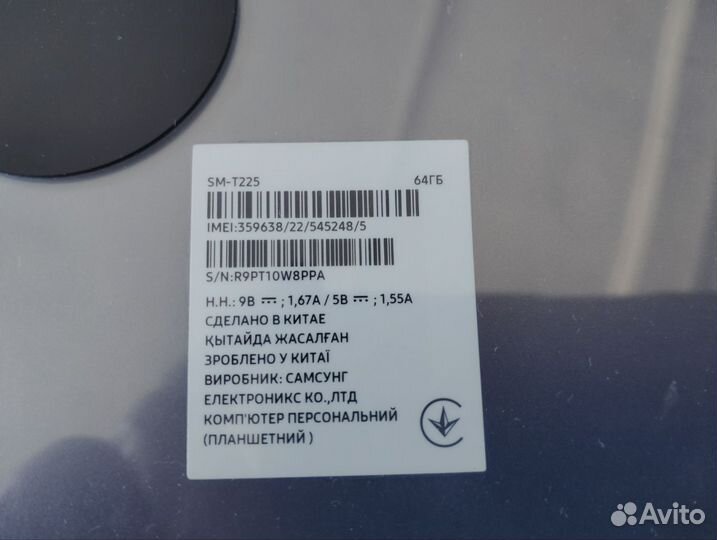 SM-T225 64ГБ
IMEI:359638/22/545248/5
S/N:R9PT10W8PPA
Н.Н.: 9В ⎓ ; 1,67А / 5В ⎓ ; 1,55А
СДЕЛАНО В КИТАЕ
ҚЫТАЙДА ЖАСАЛҒАН
ЗРОБЛЕНО У КИТАЇ
ВИРОБНИК: САМСУНГ
ЕЛЕКТРОНИКС КО.,ЛТД
КОМП'ЮТЕР ПЕРСОНАЛЬНИЙ
(ПЛАНШЕТНИЙ )
Avito